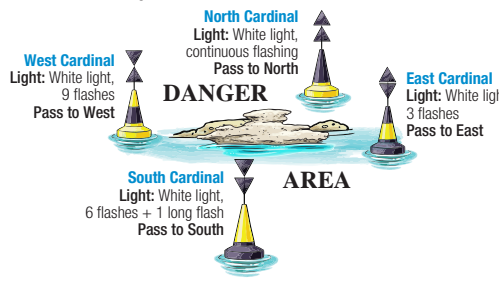 North Cardinal
Light: White light,
continuous flashing
Pass to North
West Cardinal
Light: White light,
9 flashes
Pass to West
DANGER
East Cardinal
Light: White light
3 flashes
Pass to East
South Cardinal
Light: White light,
6 flashes + 1 long flash
Pass to South
AREA